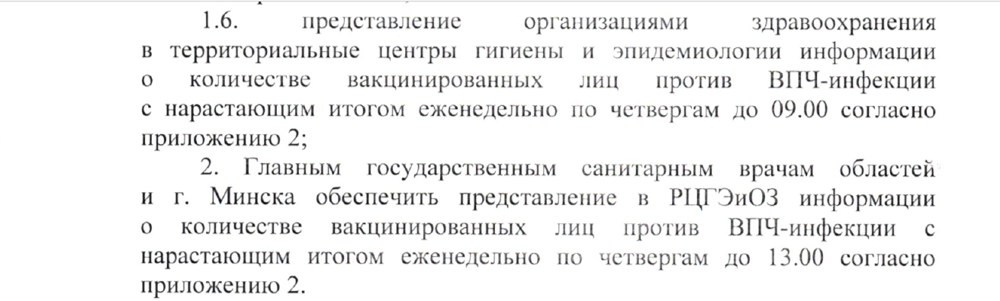 1.6. представление организациями здравоохранения
в территориальные центры гигиены и эпидемиологии информации
о количестве вакцинированных лиц против ВПЧ-инфекции
с нарастающим итогом еженедельно по четвергам до 09.00 согласно
приложению 2;
2. Главным государственным санитарным врачам областей
и г. Минска обеспечить представление в РЦГЭиОЗ информации
о количестве вакцинированных лиц против ВПЧ-инфекции с
нарастающим итогом еженедельно по четвергам до 13.00 согласно
приложению 2.